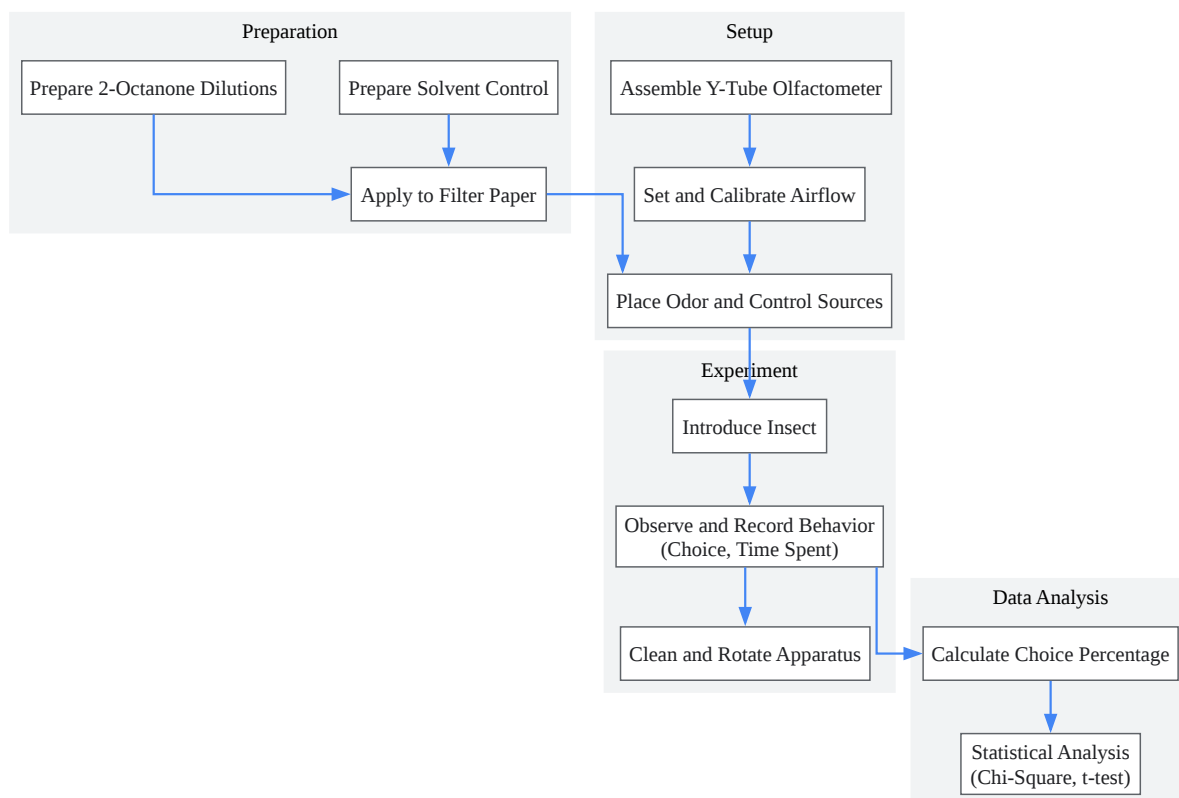 Preparation
Prepare 2-Octanone Dilutions
Prepare Solvent Control
Apply to Filter Paper
Setup
Assemble Y-Tube Olfactometer
Set and Calibrate Airflow
Place Odor and Control Sources
Experiment
Introduce Insect
Observe and Record Behavior
(Choice, Time Spent)
Clean and Rotate Apparatus
Data Analysis
Calculate Choice Percentage
Statistical Analysis
(Chi-Square, t-test)